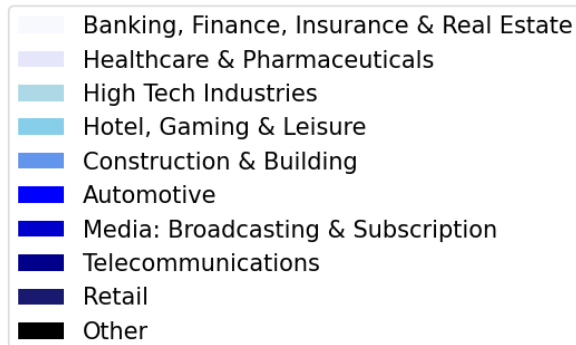 Banking, Finance, Insurance & Real Estate
Healthcare & Pharmaceuticals
High Tech Industries
Hotel, Gaming & Leisure
Construction & Building
Automotive
Media: Broadcasting & Subscription
Telecommunications
Retail
Other